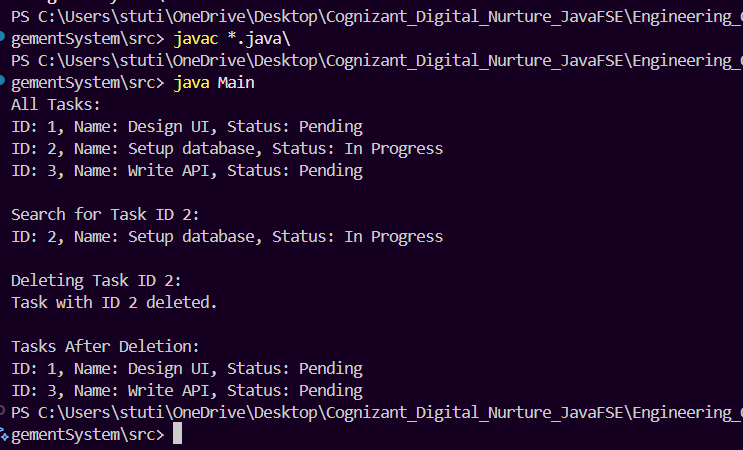 PS C:\Users\stuti\OneDrive\Desktop\Cognizant_Digital_Nurture_JavaFSE\Engineering_
gementSystem\src> javac *.java\
PS C:\Users\stuti\OneDrive\Desktop\Cognizant_Digital_Nurture_JavaFSE\Engineering_
gementSystem\src> java Main
All Tasks:
ID: 1, Name: Design UI, Status: Pending
ID: 2, Name: Setup database, Status: In Progress
ID: 3, Name: Write API, Status: Pending
Search for Task ID 2:
ID: 2, Name: Setup database, Status: In Progress
Deleting Task ID 2:
Task with ID 2 deleted.
Tasks After Deletion:
ID: 1, Name: Design UI, Status: Pending
ID: 3, Name: Write API, Status: Pending
PS C:\Users\stuti\OneDrive\Desktop\Cognizant_Digital_Nurture_JavaFSE\Engineering_
gementSystem\src>